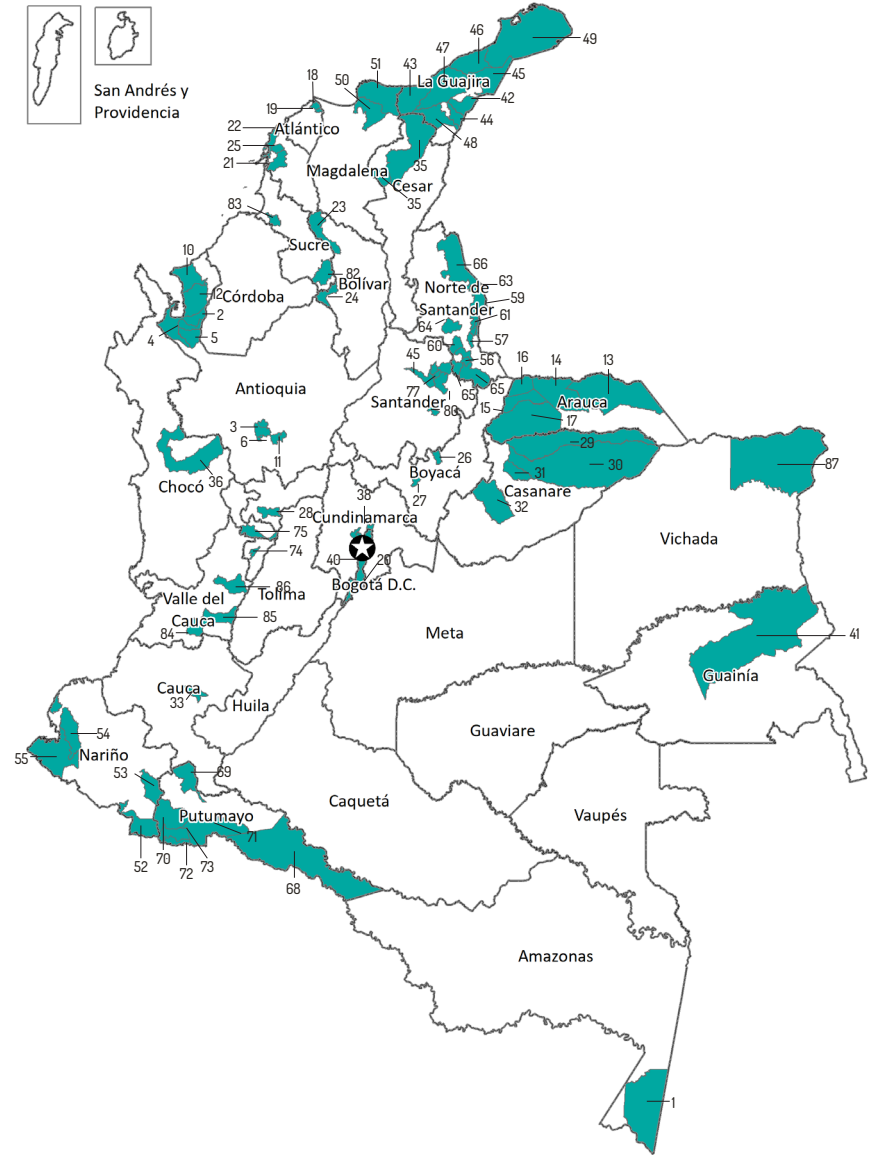 46
47
49
51
43
50
La Guajira
45
18
42
San Andrés y
Providencia
19
44
22
Atlántico
25
48
21
35
Magdalena
Cesar
35
83
23
Sucre
10
66
82
Bolívar
Norte de
63
12
Córdoba
24
59
2
Santander
61
64
4
5
60
57
56
45
16
14
13
Antioquia
77
65
65
Santander
80
Arauca
15
17
3
6
11
29
26
Boyacá
30
87
31
36
27
Chocó
38
Casanare
32
28
Cundinamarca
75
Vichada
74
40
20
86
Bogotá D.C.
Tolima
Valle del
Cauca
85
84
Meta
41
Guainía
Cauca
33
Huila
54
Guaviare
55
Nariño
53
69
Caquetá
Putumayo
Vaupés
71
52
70
73
72
68
Amazonas
1